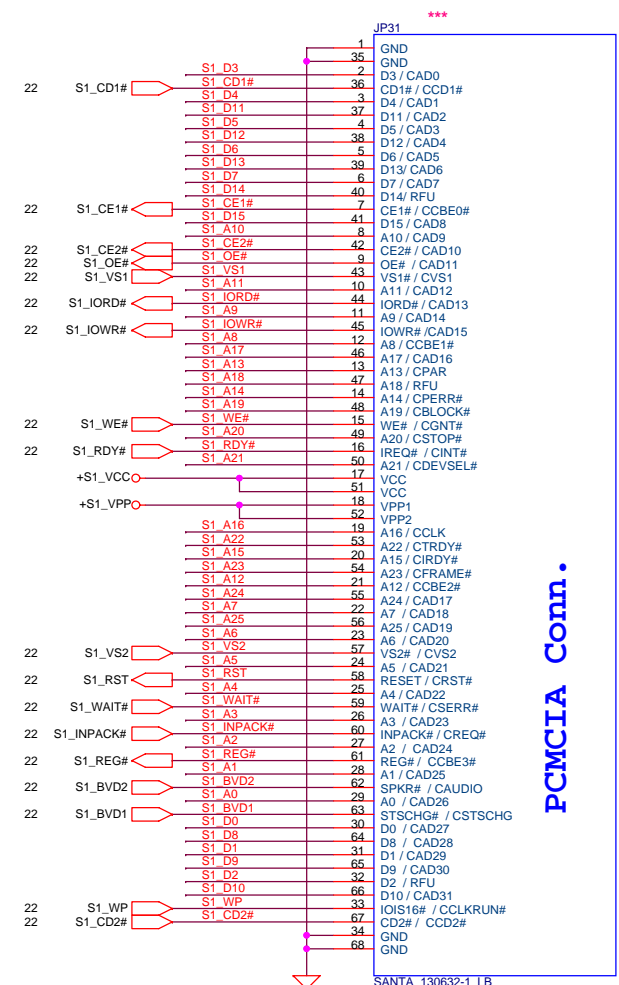 ***
JP31
1 GND
35 GND
S1_D3 2 D3 / CAD0
22 S1_CD1# S1_CD1# 36 CD1# / CCD1#
S1_D4 3 D4 / CAD1
S1_D11 37 D11 / CAD2
S1_D5 4 D5 / CAD3
S1_D12 38 D12 / CAD4
S1_D6 5 D6 / CAD5
S1_D13 39 D13/ CAD6
S1_D7 6 D7 / CAD7
S1_D14 40 D14/ RFU
22 S1_CE1# S1_CE1# 7 CE1# / CCBE0#
S1_D15 41 D15 / CAD8
S1_A10 8 A10 / CAD9
22 S1_CE2# S1_CE2# 42 CE2# / CAD10
22 S1_OE# S1_OE# 9 OE# / CAD11
22 S1_VS1 S1_VS1 43 VS1# / CVS1
S1_A11 10 A11 / CAD12
22 S1_IORD# S1_IORD# 44 IORD# / CAD13
S1_A9 11 A9 / CAD14
22 S1_IOWR# S1_IOWR# 45 IOWR# /CAD15
S1_A8 12 A8 / CCBE1#
S1_A17 46 A17 / CAD16
S1_A13 13 A13 / CPAR
S1_A18 47 A18 / RFU
S1_A14 14 A14 / CPERR#
S1_A19 48 A19 / CBLOCK#
22 S1_WE# S1_WE# 15 WE# / CGNT#
S1_A20 49 A20 / CSTOP#
22 S1_RDY# S1_RDY# 16 IREQ# / CINT#
S1_A21 50 A21 / CDEVSEL#
+S1_VCC 17 VCC
51 VCC
+S1_VPP 18 VPP1
52 VPP2
S1_A16 19 A16 / CCLK
S1_A22 53 A22 / CTRDY#
S1_A15 20 A15 / CIRDY#
S1_A23 54 A23 / CFRAME#
S1_A12 21 A12 / CCBE2#
S1_A24 55 A24 / CAD17
S1_A7 22 A7 / CAD18
S1_A25 56 A25 / CAD19
S1_A6 23 A6 / CAD20
22 S1_VS2 S1_VS2 57 VS2# / CVS2
S1_A5 24 A5 / CAD21
22 S1_RST S1_RST 58 RESET / CRST#
S1_A4 25 A4 / CAD22
22 S1_WAIT# S1_WAIT# 59 WAIT# / CSERR#
S1_A3 26 A3 / CAD23
22 S1_INPACK# S1_INPACK# 60 INPACK# / CREQ#
S1_A2 27 A2 / CAD24
22 S1_REG# S1_REG# 61 REG# / CCBE3#
S1_A1 28 A1 / CAD25
22 S1_BVD2 S1_BVD2 62 SPKR# / CAUDIO
S1_A0 29 A0 / CAD26
22 S1_BVD1 S1_BVD1 63 STSCHG# / CSTSCHG
S1_D0 30 D0 / CAD27
S1_D8 64 D8 / CAD28
S1_D1 31 D1 / CAD29
S1_D9 65 D9 / CAD30
S1_D2 32 D2 / RFU
S1_D10 66 D10 / CAD31
22 S1_WP S1_WP 33 IOIS16# / CCLKRUN#
22 S1_CD2# S1_CD2# 67 CD2# / CCD2#
34 GND
68 GND
PCMCIA Conn.
SANTA_130632-1_LB